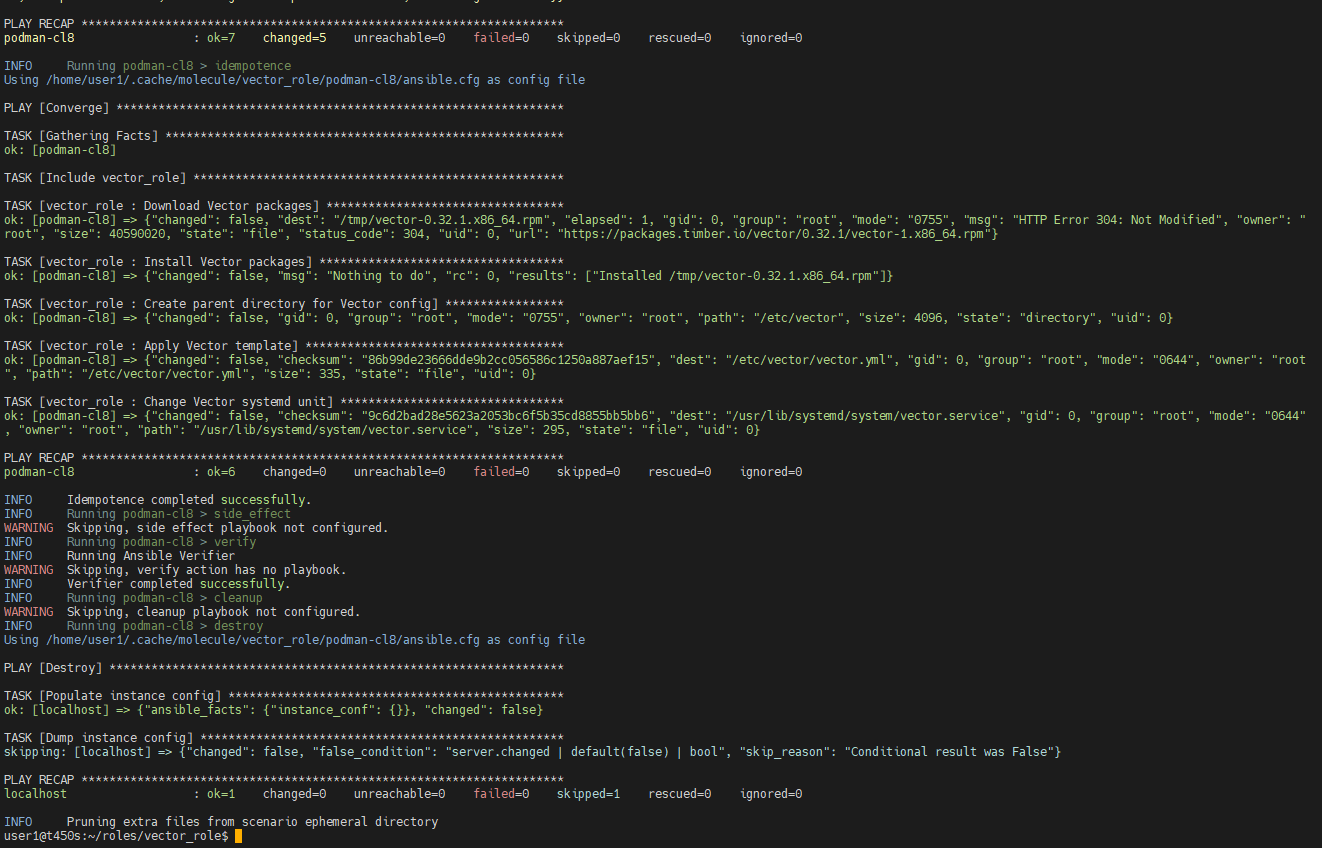 PLAY RECAP *********************************************************************
podman-cl8                 : ok=7    changed=5    unreachable=0    failed=0    skipped=0    rescued=0    ignored=0
INFO     Running podman-cl8 > idempotence
Using /home/user1/.cache/molecule/vector_role/podman-cl8/ansible.cfg as config file
PLAY [Converge] ****************************************************************
TASK [Gathering Facts] *********************************************************
ok: [podman-cl8]
TASK [Include vector_role] *****************************************************
TASK [vector_role : Download Vector packages] **********************************
ok: [podman-cl8] => {"changed": false, "dest": "/tmp/vector-0.32.1.x86_64.rpm", "elapsed": 1, "gid": 0, "group": "root", "mode": "0755", "msg": "HTTP Error 304: Not Modified", "owner": "
root", "size": 40590020, "state": "file", "status_code": 304, "uid": 0, "url": "https://packages.timber.io/vector/0.32.1/vector-1.x86_64.rpm"}
TASK [vector_role : Install Vector packages] ***********************************
ok: [podman-cl8] => {"changed": false, "msg": "Nothing to do", "rc": 0, "results": ["Installed /tmp/vector-0.32.1.x86_64.rpm"]}
TASK [vector_role : Create parent directory for Vector config] *****************
ok: [podman-cl8] => {"changed": false, "gid": 0, "group": "root", "mode": "0755", "owner": "root", "path": "/etc/vector", "size": 4096, "state": "directory", "uid": 0}
TASK [vector_role : Apply Vector template] *************************************
ok: [podman-cl8] => {"changed": false, "checksum": "86b99de23666dde9b2cc056586c1250a887aef15", "dest": "/etc/vector/vector.yml", "gid": 0, "group": "root", "mode": "0644", "owner": "root
", "path": "/etc/vector/vector.yml", "size": 335, "state": "file", "uid": 0}
TASK [vector_role : Change Vector systemd unit] ********************************
ok: [podman-cl8] => {"changed": false, "checksum": "9c6d2bad28e5623a2053bc6f5b35cd8855bb5bb6", "dest": "/usr/lib/systemd/system/vector.service", "gid": 0, "group": "root", "mode": "0644"
, "owner": "root", "path": "/usr/lib/systemd/system/vector.service", "size": 295, "state": "file", "uid": 0}
PLAY RECAP *********************************************************************
podman-cl8                 : ok=6    changed=0    unreachable=0    failed=0    skipped=0    rescued=0    ignored=0
INFO     Idempotence completed successfully.
INFO     Running podman-cl8 > side_effect
WARNING  Skipping, side effect playbook not configured.
INFO     Running podman-cl8 > verify
INFO     Running Ansible Verifier
WARNING  Skipping, verify action has no playbook.
INFO     Verifier completed successfully.
INFO     Running podman-cl8 > cleanup
WARNING  Skipping, cleanup playbook not configured.
INFO     Running podman-cl8 > destroy
Using /home/user1/.cache/molecule/vector_role/podman-cl8/ansible.cfg as config file
PLAY [Destroy] *****************************************************************
TASK [Populate instance config] ************************************************
ok: [localhost] => {"ansible_facts": {"instance_conf": {}}, "changed": false}
TASK [Dump instance config] ****************************************************
skipping: [localhost] => {"changed": false, "false_condition": "server.changed | default(false) | bool", "skip_reason": "Conditional result was False"}
PLAY RECAP *********************************************************************
localhost                  : ok=1    changed=0    unreachable=0    failed=0    skipped=1    rescued=0    ignored=0
INFO     Pruning extra files from scenario ephemeral directory
user1@t450s:~/roles/vector_role$